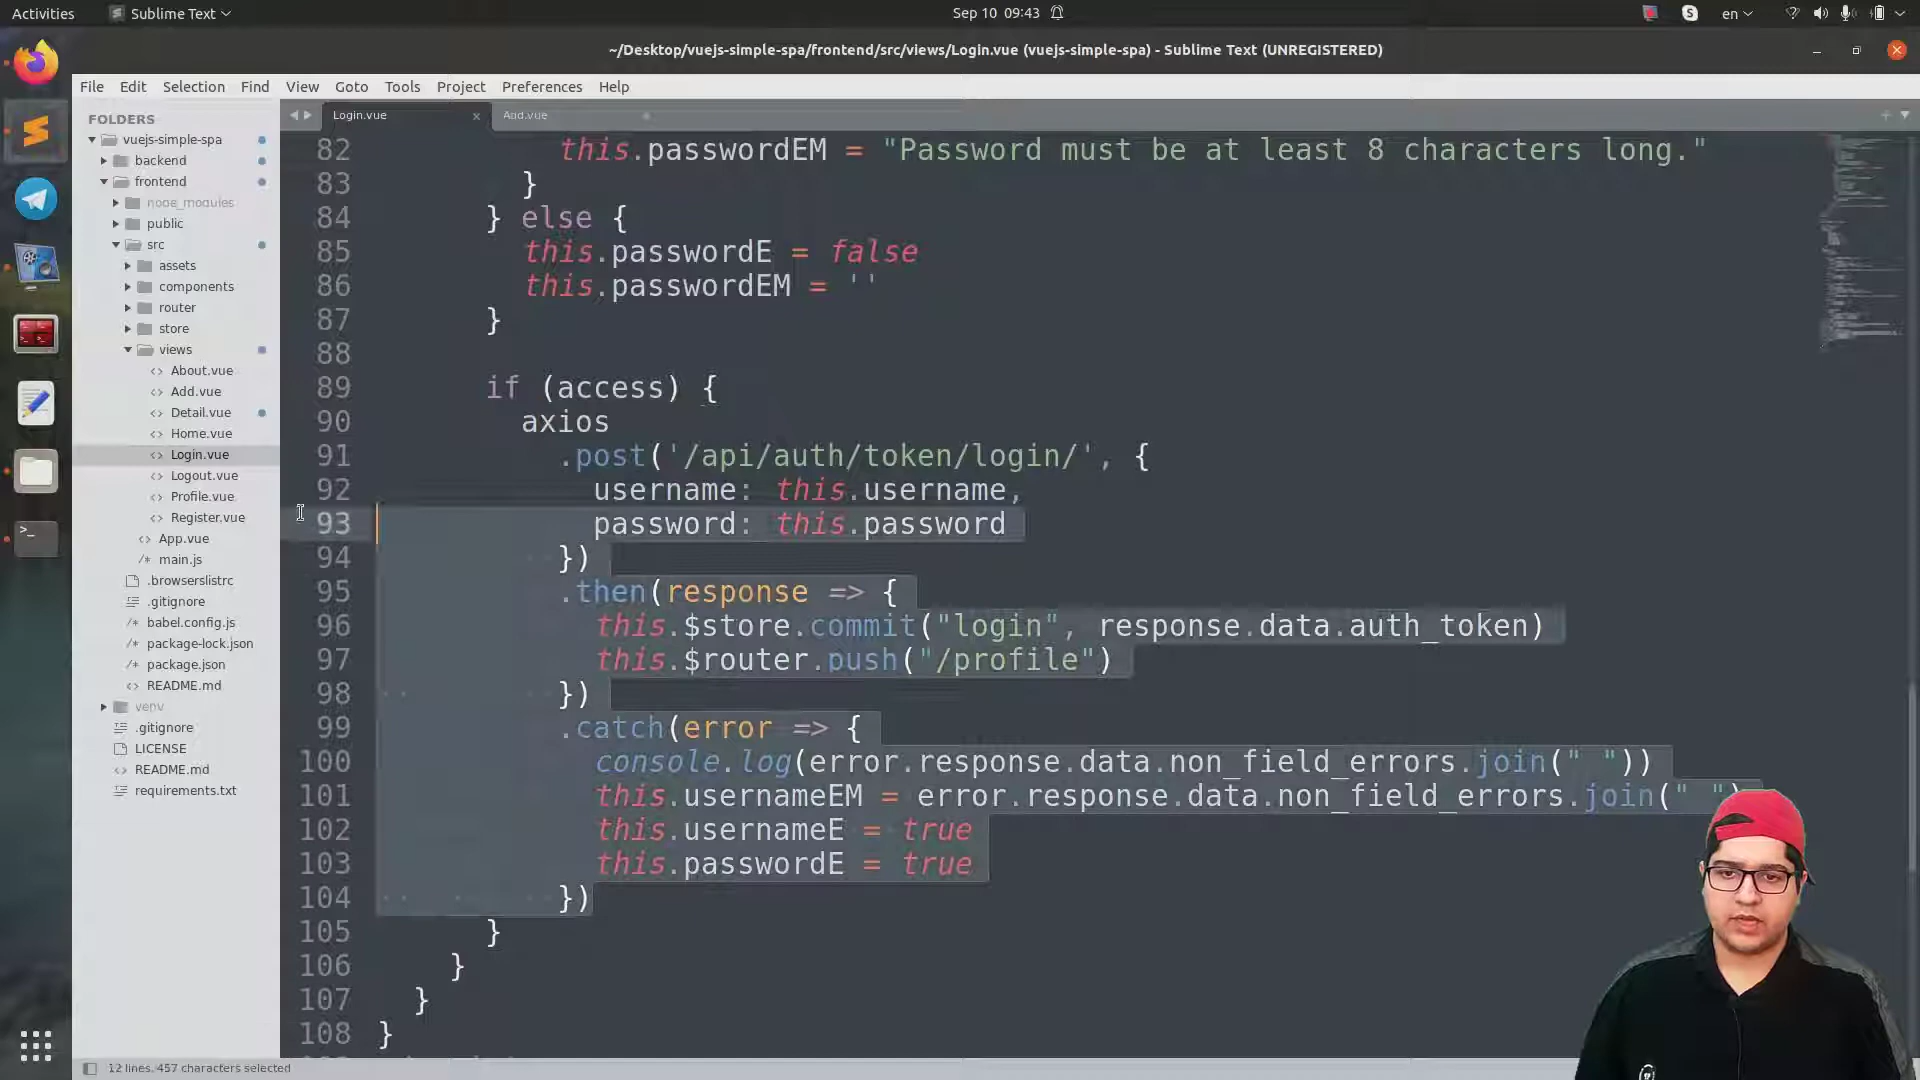 Activities
Sublime Text
Sep 10 09:43
en
~/Desktop/vuejs-simple-spa/frontend/src/views/Login.vue (vuejs-simple-spa) - Sublime Text (UNREGISTERED)
File Edit Selection Find View Goto Tools Project Preferences Help
FOLDERS
vuejs-simple-spa
backend
frontend
node_modules
public
src
assets
components
router
store
views
About.vue
Add.vue
Detail.vue
Home.vue
Login.vue
Logout.vue
Profile.vue
Register.vue
App.vue
main.js
.browserslistrc
.gitignore
babel.config.js
package-lock.json
package.json
README.md
venv
.gitignore
LICENSE
README.md
requirements.txt
Login.vue
Add.vue
82 this.passwordEM = "Password must be at least 8 characters long."
83 }
84 } else {
85 this.passwordE = false
86 this.passwordEM = ''
87 }
88
89 if (access) {
90 axios
91 .post('/api/auth/token/login/', {
92 username: this.username,
93 password: this.password
94 })
95 .then(response => {
96 this.$store.commit("login", response.data.auth_token)
97 this.$router.push("/profile")
98 })
99 .catch(error => {
100 console.log(error.response.data.non_field_errors.join(" "))
101 this.usernameEM = error.response.data.non_field_errors.join(" ")
102 this.usernameE = true
103 this.passwordE = true
104 })
105 }
106 }
107 }
108 }
12 lines, 457 characters selected